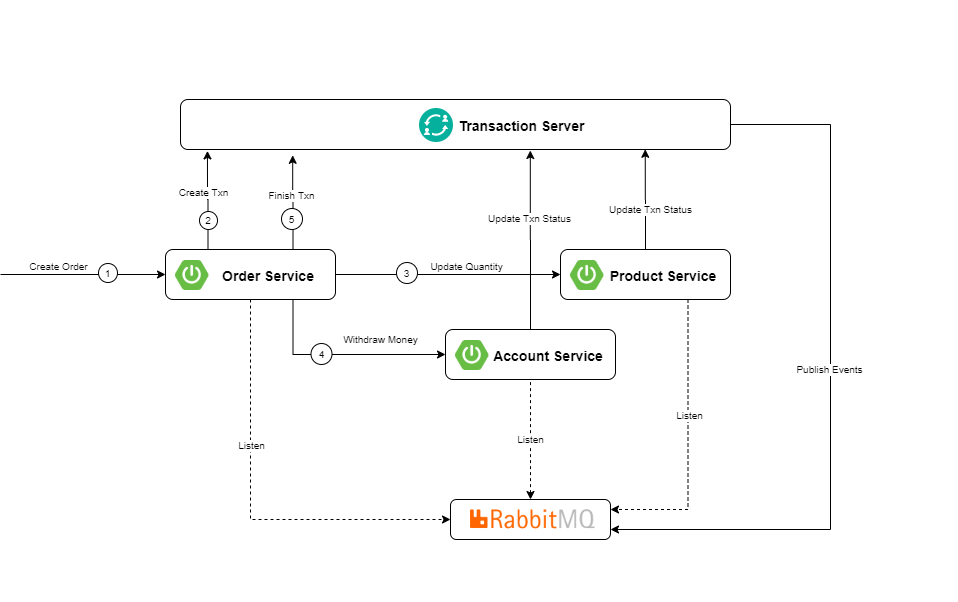 Transaction Server
Create Txn
Finish Txn
2
5
Update Txn Status
Update Txn Status
Create Order
1
Order Service
3
Update Quantity
Product Service
4
Withdraw Money
Account Service
Publish Events
Listen
Listen
Listen
RabbitMQ